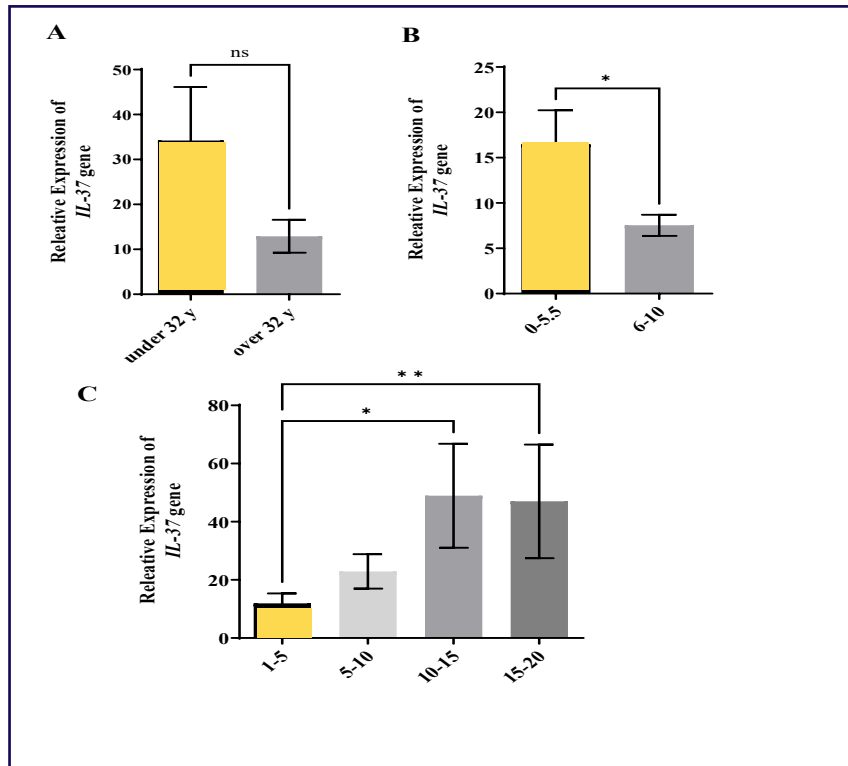 A
Releative Expression of
IL-37 gene
50
40
30
20
10
0
ns
under 32 y
over 32 y
B
Releative Expression of
IL-37 gene
25
20
15
10
5
0
*
0-5.5
6-10
C
Releative Expression of
IL-37 gene
80
60
40
20
0
* *
*
1-5
5-10
10-15
15-20